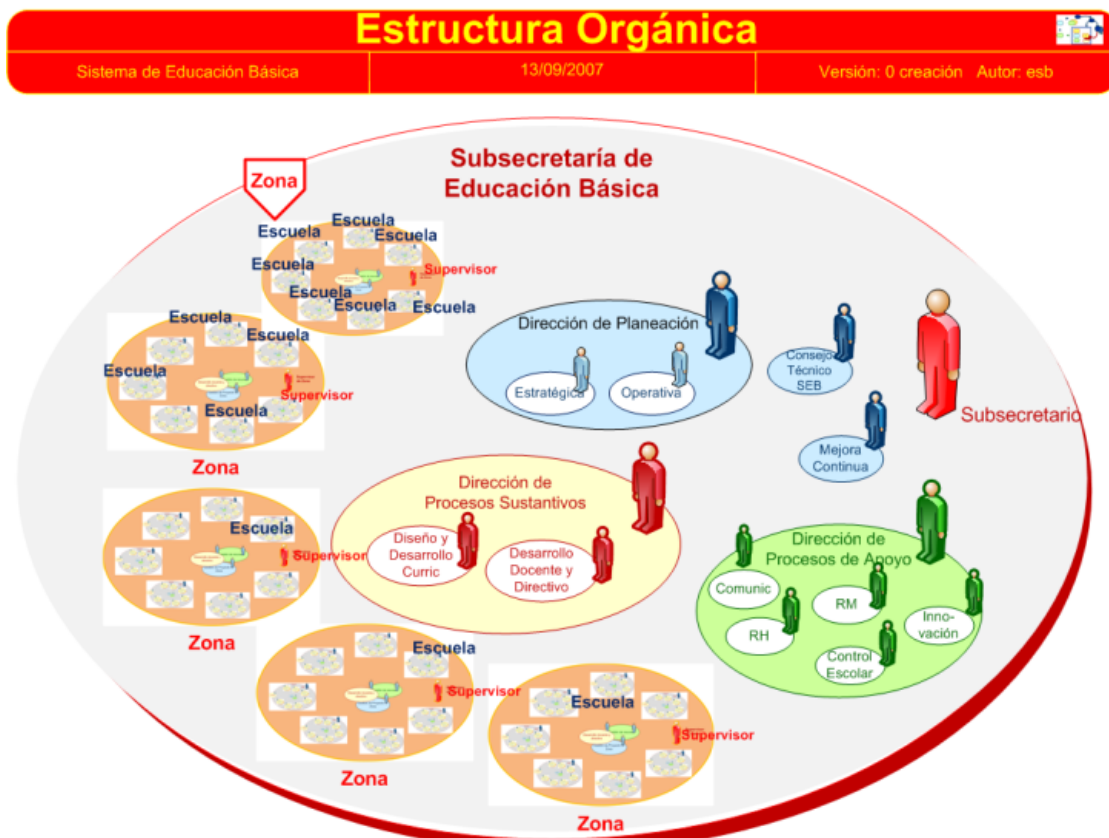 Estructura Orgánica
Sistema de Educación Básica
13/09/2007
Versión: 0 creación Autor: esb
Subsecretaría de
Educación Básica
Zona
Escuela
Escuela
Escuela
Escuela
Supervisor
Escuela
Escuela
Escuela
Escuela
Escuela
Escuela
Supervisor
Escuela
Zona
Dirección de Planeación
Estratégica
Operativa
Consejo
Técnico
SEB
Mejora
Continua
Subsecretario
Dirección de
Procesos Sustantivos
Diseño y
Desarrollo
Curric
Desarrollo
Docente y
Directivo
Dirección de
Procesos de Apoyo
Comunic
RM
RH
Inno-
vación
Control
Escolar
Escuela
Supervisor
Zona
Escuela
Supervisor
Zona
Escuela
Supervisor
Zona